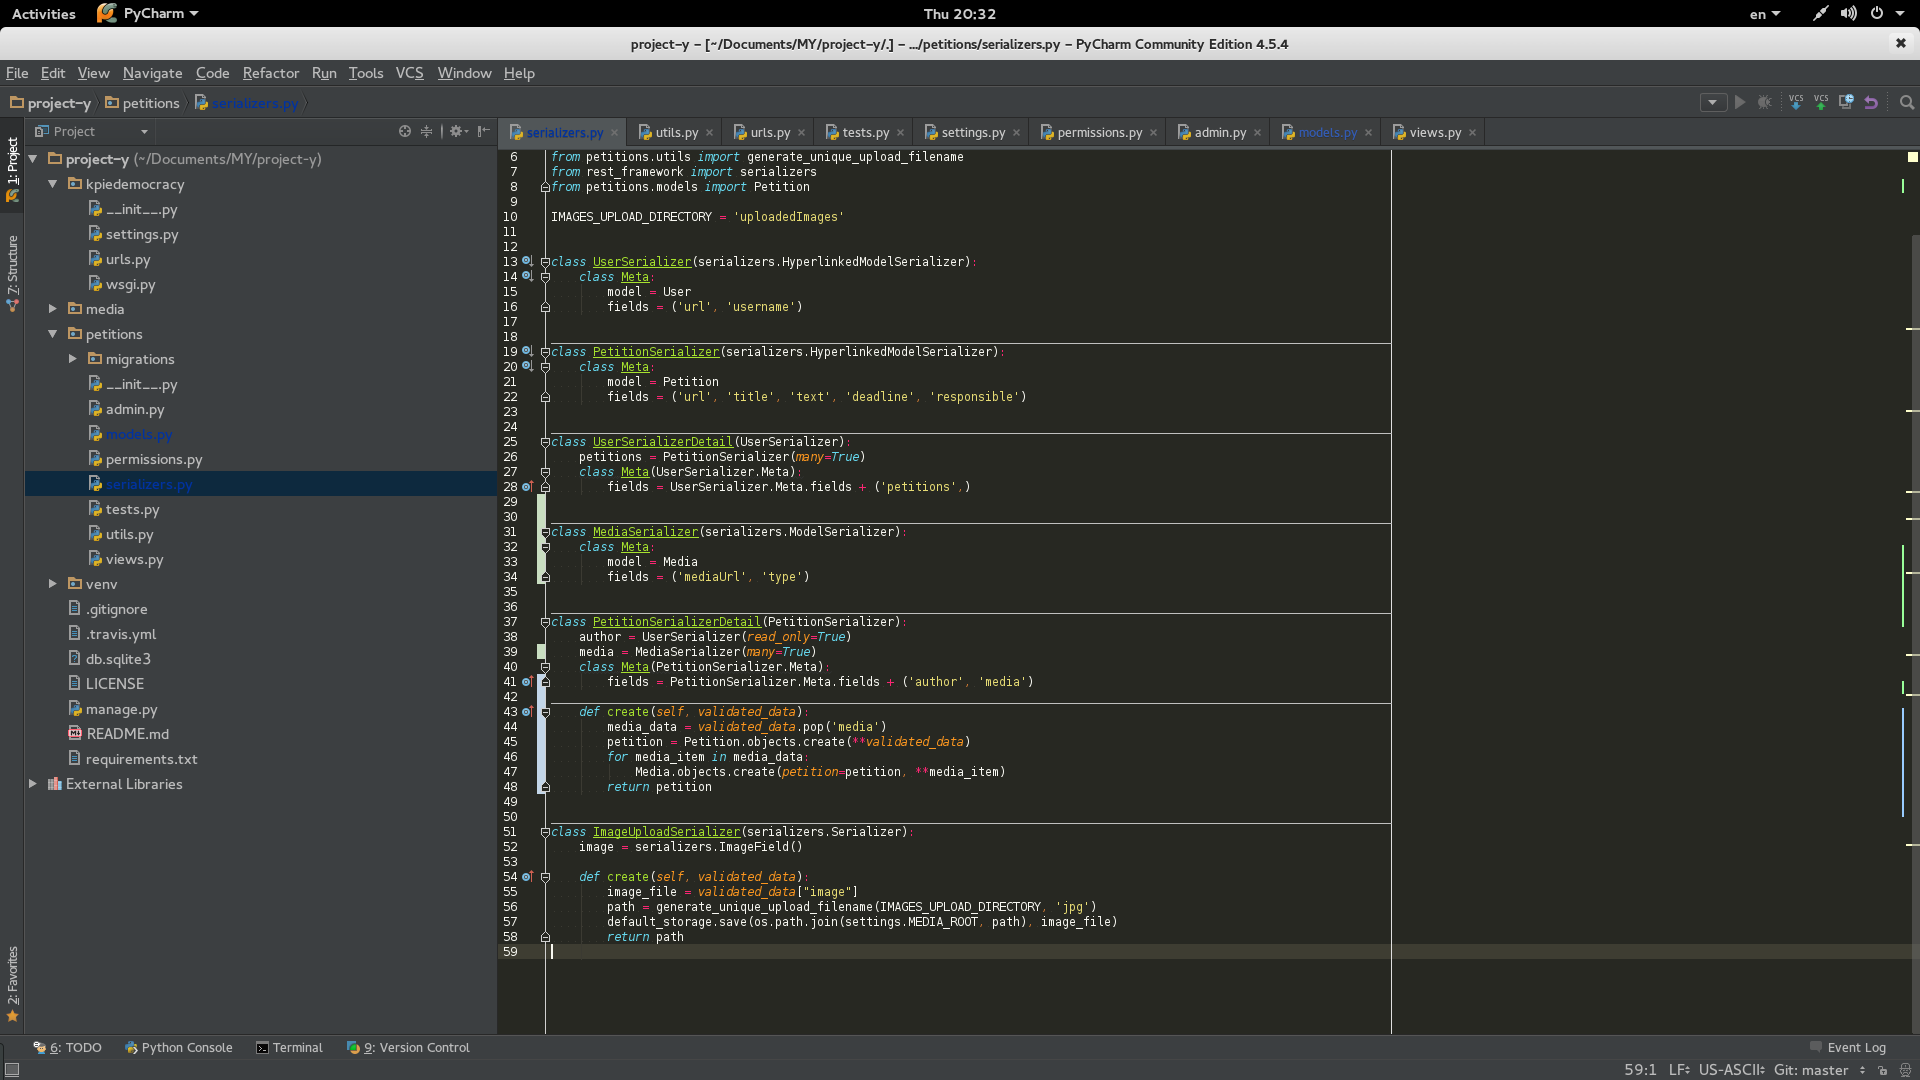 Activities PyCharm Thu 20:32 en
project-y – [~/Documents/MY/project-y/.] – .../petitions/serializers.py – PyCharm Community Edition 4.5.4
File Edit View Navigate Code Refactor Run Tools VCS Window Help
project-y petitions serializers.py VCS VCS
1: Project
7: Structure
2: Favorites
Project
project-y (~/Documents/MY/project-y)
kpiedemocracy
__init__.py
settings.py
urls.py
wsgi.py
media
petitions
migrations
__init__.py
admin.py
models.py
permissions.py
serializers.py
tests.py
utils.py
views.py
venv
.gitignore
.travis.yml
db.sqlite3
LICENSE
manage.py
README.md
requirements.txt
External Libraries
serializers.py utils.py urls.py tests.py settings.py permissions.py admin.py models.py views.py
6 from petitions.utils import generate_unique_upload_filename
7 from rest_framework import serializers
8 from petitions.models import Petition
9
10 IMAGES_UPLOAD_DIRECTORY = 'uploadedImages'
11
12
13 class UserSerializer(serializers.HyperlinkedModelSerializer):
14     class Meta:
15         model = User
16         fields = ('url', 'username')
17
18
19 class PetitionSerializer(serializers.HyperlinkedModelSerializer):
20     class Meta:
21         model = Petition
22         fields = ('url', 'title', 'text', 'deadline', 'responsible')
23
24
25 class UserSerializerDetail(UserSerializer):
26     petitions = PetitionSerializer(many=True)
27     class Meta(UserSerializer.Meta):
28         fields = UserSerializer.Meta.fields + ('petitions',)
29
30
31 class MediaSerializer(serializers.ModelSerializer):
32     class Meta:
33         model = Media
34         fields = ('mediaUrl', 'type')
35
36
37 class PetitionSerializerDetail(PetitionSerializer):
38     author = UserSerializer(read_only=True)
39     media = MediaSerializer(many=True)
40     class Meta(PetitionSerializer.Meta):
41         fields = PetitionSerializer.Meta.fields + ('author', 'media')
42
43     def create(self, validated_data):
44         media_data = validated_data.pop('media')
45         petition = Petition.objects.create(**validated_data)
46         for media_item in media_data:
47             Media.objects.create(petition=petition, **media_item)
48         return petition
49
50
51 class ImageUploadSerializer(serializers.Serializer):
52     image = serializers.ImageField()
53
54     def create(self, validated_data):
55         image_file = validated_data["image"]
56         path = generate_unique_upload_filename(IMAGES_UPLOAD_DIRECTORY, 'jpg')
57         default_storage.save(os.path.join(settings.MEDIA_ROOT, path), image_file)
58         return path
59
6: TODO Python Console Terminal 9: Version Control Event Log
59:1 LF US-ASCII Git: master